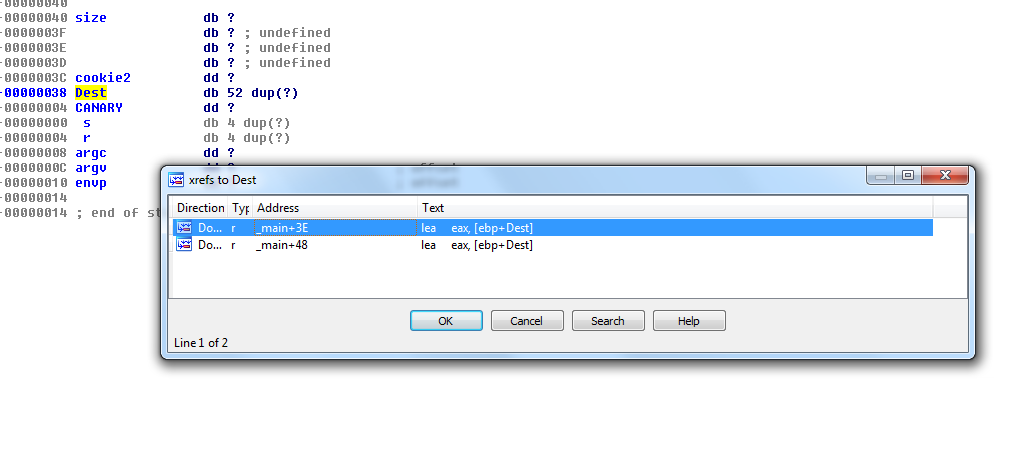 -00000040
-00000040 size db ?
-0000003F db ? ; undefined
-0000003E db ? ; undefined
-0000003D db ? ; undefined
-0000003C cookie2 dd ?
-00000038 Dest db 52 dup(?)
-00000004 CANARY dd ?
+00000000 s db 4 dup(?)
+00000004 r db 4 dup(?)
+00000008 argc dd ?
+0000000C argv
+00000010 envp
+00000014
+00000014 ; end of st
xrefs to Dest
Direction Typ Address Text
Do... r _main+3E lea eax, [ebp+Dest]
Do... r _main+48 lea eax, [ebp+Dest]
OK Cancel Search Help
Line 1 of 2